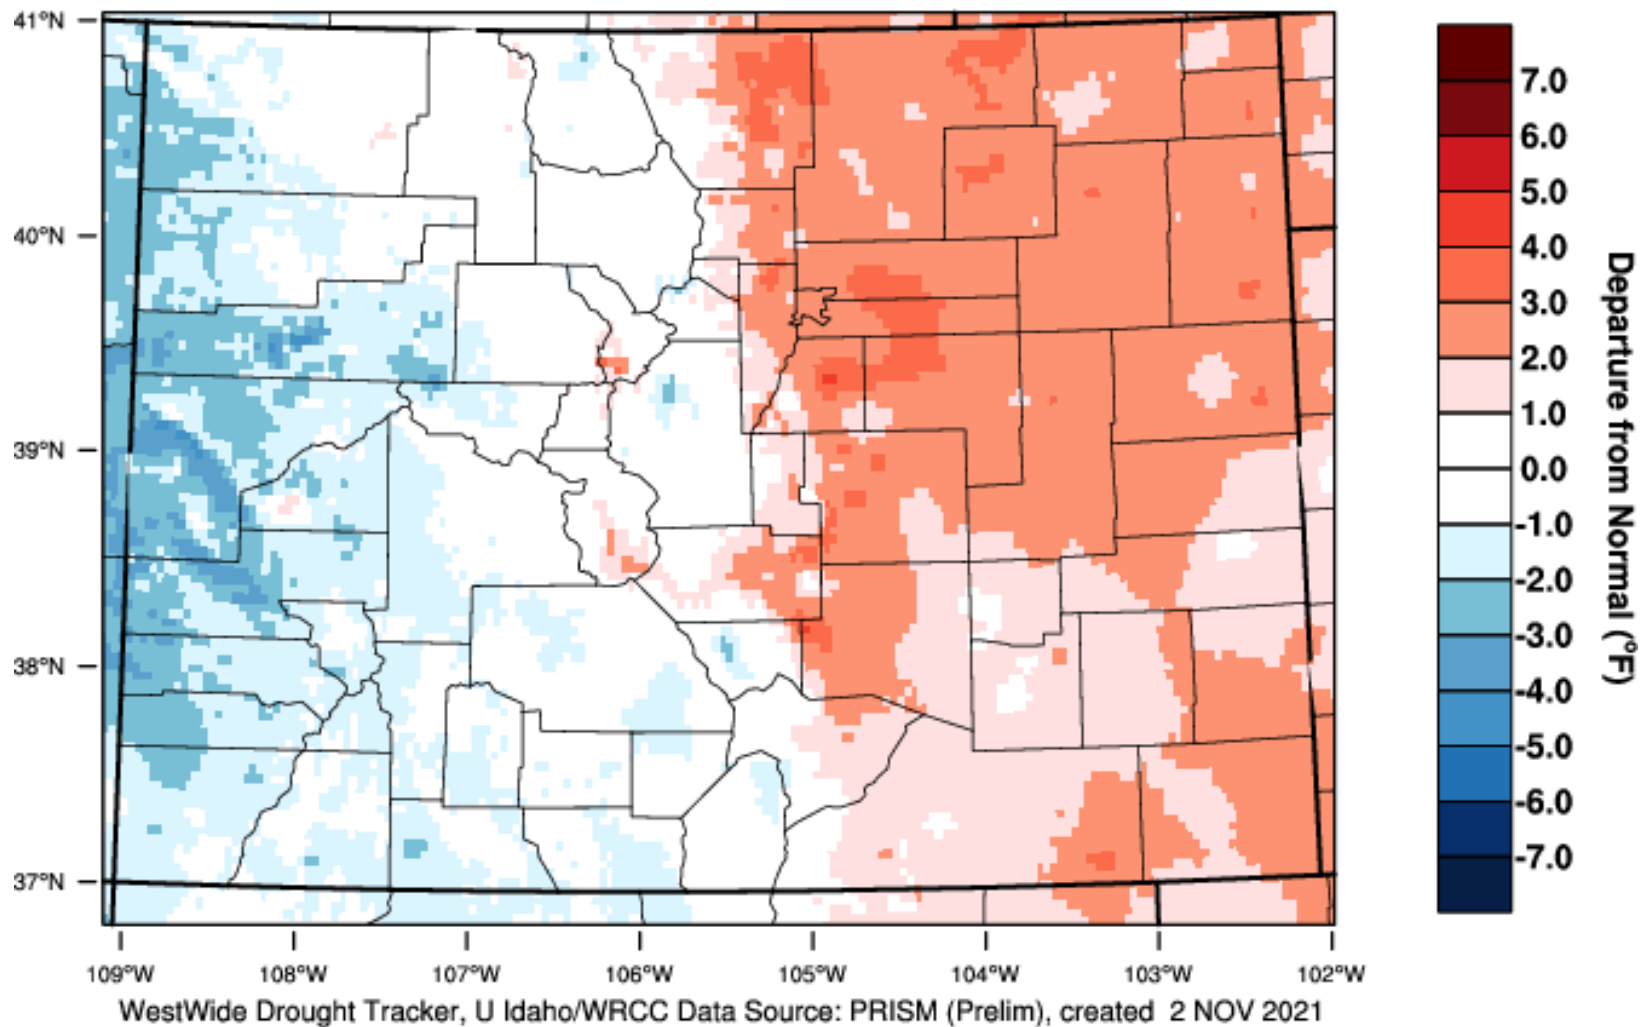 41°N
40°N
39°N
38°N
37°N
109°W 108°W 107°W 106°W 105°W 104°W 103°W 102°W
7.0
6.0
5.0
4.0
3.0
2.0
1.0
0.0
-1.0
-2.0
-3.0
-4.0
-5.0
-6.0
-7.0
Departure from Normal (°F)
WestWide Drought Tracker, U Idaho/WRCC Data Source: PRISM (Prelim), created 2 NOV 2021